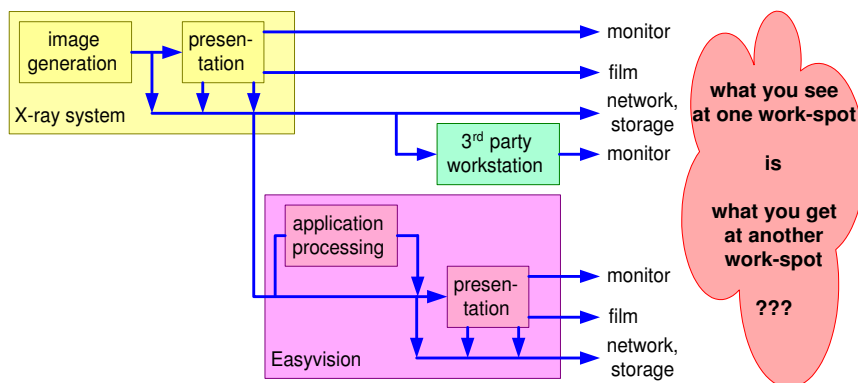 image
generation
presen-
tation
X-ray system
monitor
film
network,
storage
3rd party
workstation
monitor
application
processing
presen-
tation
Easyvision
monitor
film
network,
storage
what you see
at one work-spot
is
what you get
at another
work-spot
???